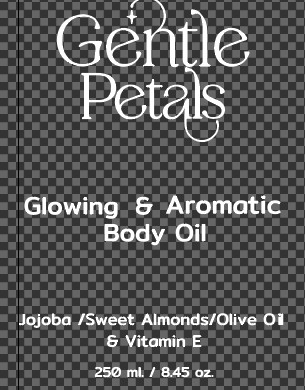 Gentle
Petals
Glowing & Aromatic
Body Oil
Jojoba /Sweet Almonds/Olive Oil
& Vitamin E
250 ml. / 8.45 oz.